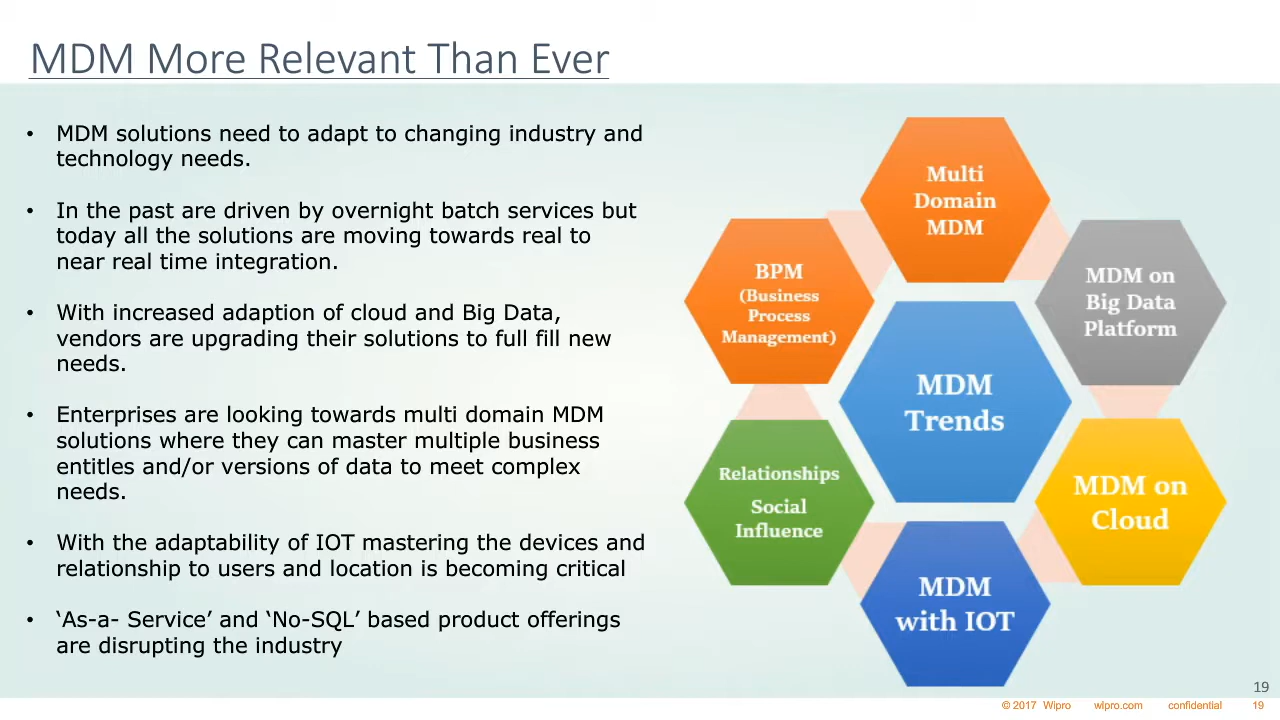 MDM More Relevant Than Ever
• MDM solutions need to adapt to changing industry and
technology needs.
• In the past are driven by overnight batch services but
today all the solutions are moving towards real to
near real time integration.
• With increased adaption of cloud and Big Data,
vendors are upgrading their solutions to full fill new
needs.
• Enterprises are looking towards multi domain MDM
solutions where they can master multiple business
entitles and/or versions of data to meet complex
needs.
• With the adaptability of IOT mastering the devices and
relationship to users and location is becoming critical
• ‘As-a- Service’ and ‘No-SQL’ based product offerings
are disrupting the industry
Multi
Domain
MDM
BPM
(Business
Process
Management)
MDM on
Big Data
Platform
MDM
Trends
Relationships
Social
Influence
MDM on
Cloud
MDM
with IOT
19
© 2017 Wipro wipro.com confidential 19